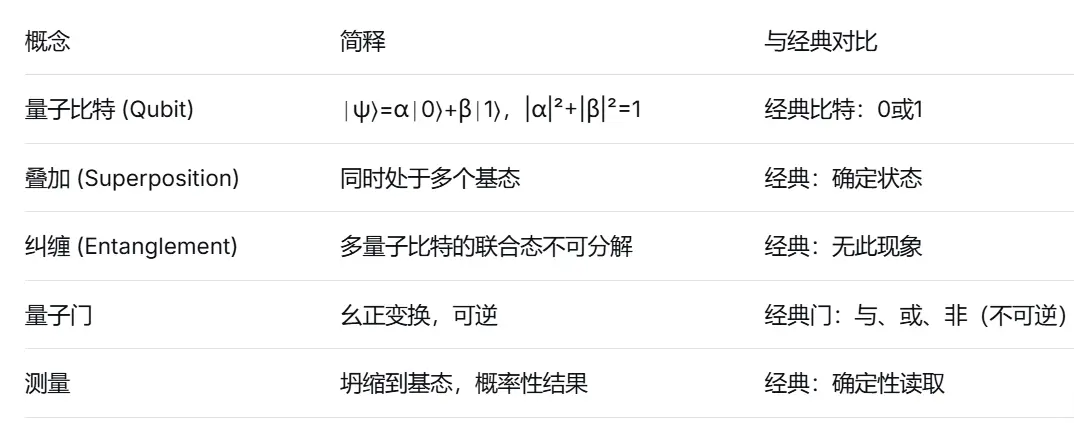 概念 简释 与经典对比
量子比特 (Qubit) |ψ⟩=α|0⟩+β|1⟩，|α|²+|β|²=1 经典比特：0或1
叠加 (Superposition) 同时处于多个基态 经典：确定状态
纠缠 (Entanglement) 多量子比特的联合态不可分解 经典：无此现象
量子门 幺正变换，可逆 经典门：与、或、非（不可逆）
测量 坍缩到基态，概率性结果 经典：确定性读取